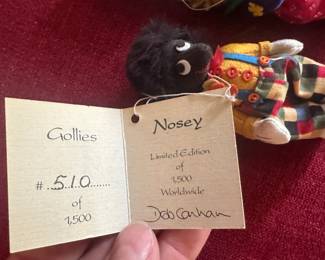 Gollies
# 510
of
1,500
Nosey
Limited Edition
of
1,500
Worldwide
Deb Canham